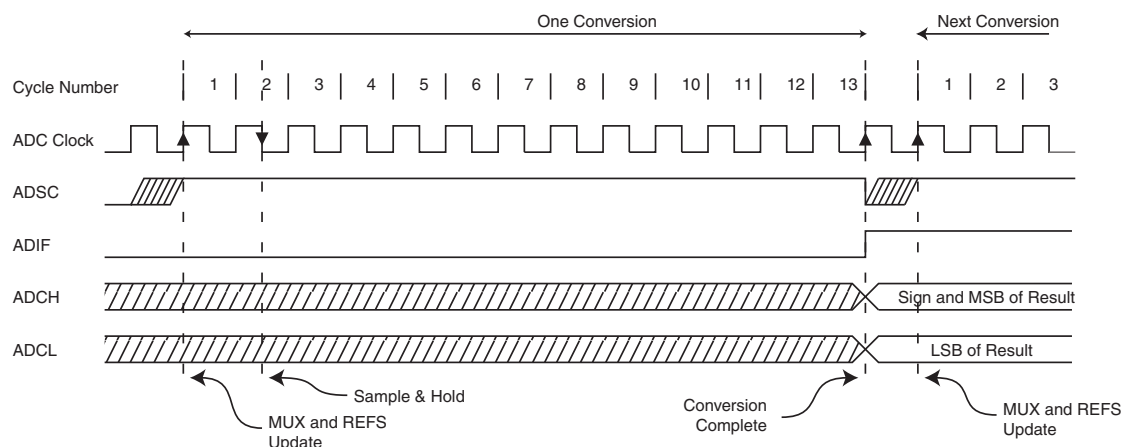 One Conversion
Next Conversion
Cycle Number
1 2 3 4 5 6 7 8 9 10 11 12 13 1 2 3
ADC Clock
ADSC
ADIF
ADCH
Sign and MSB of Result
ADCL
LSB of Result
MUX and REFS
Update
Sample & Hold
Conversion
Complete
MUX and REFS
Update